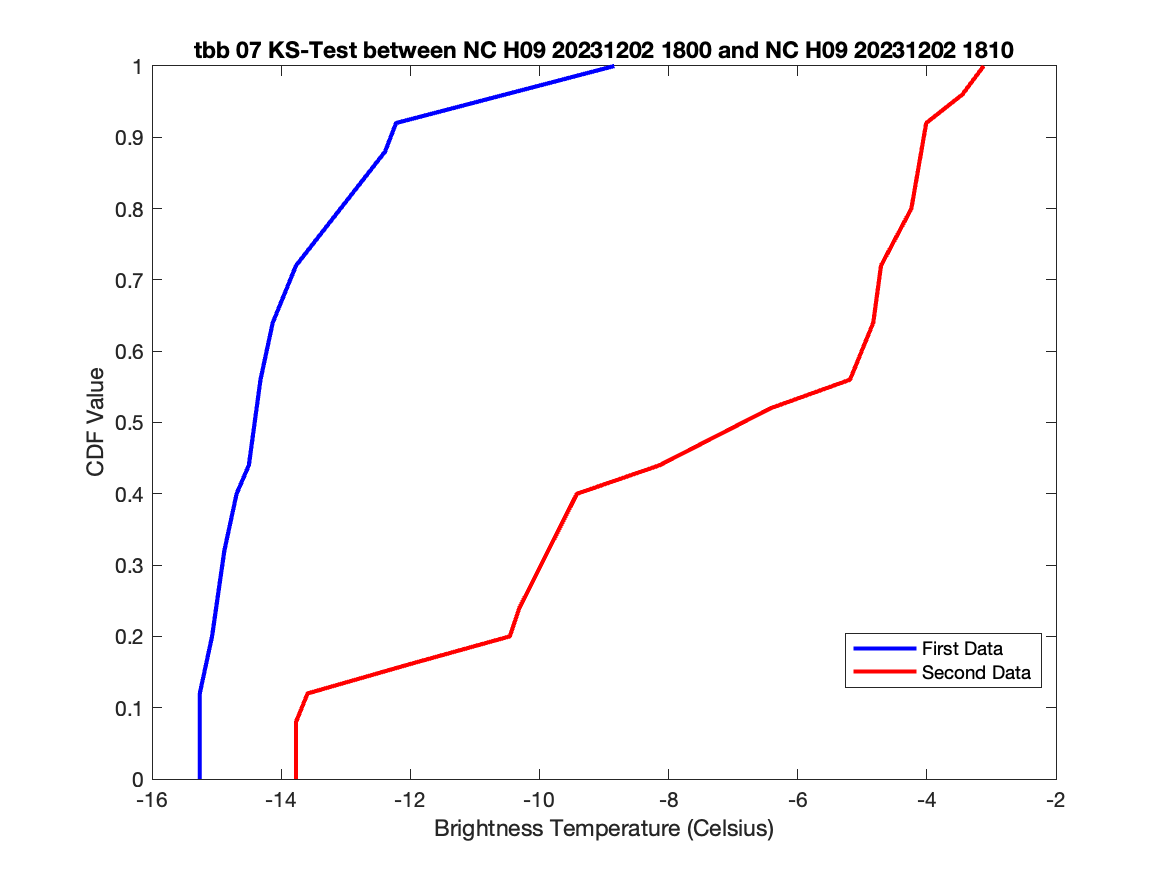 tbb 07 KS-Test between NC H09 20231202 1800 and NC H09 20231202 1810
1
0.9
0.8
0.7
0.6
0.5
0.4
0.3
0.2
0.1
0
CDF Value
First Data
Second Data
-16 -14 -12 -10 -8 -6 -4 -2
Brightness Temperature (Celsius)